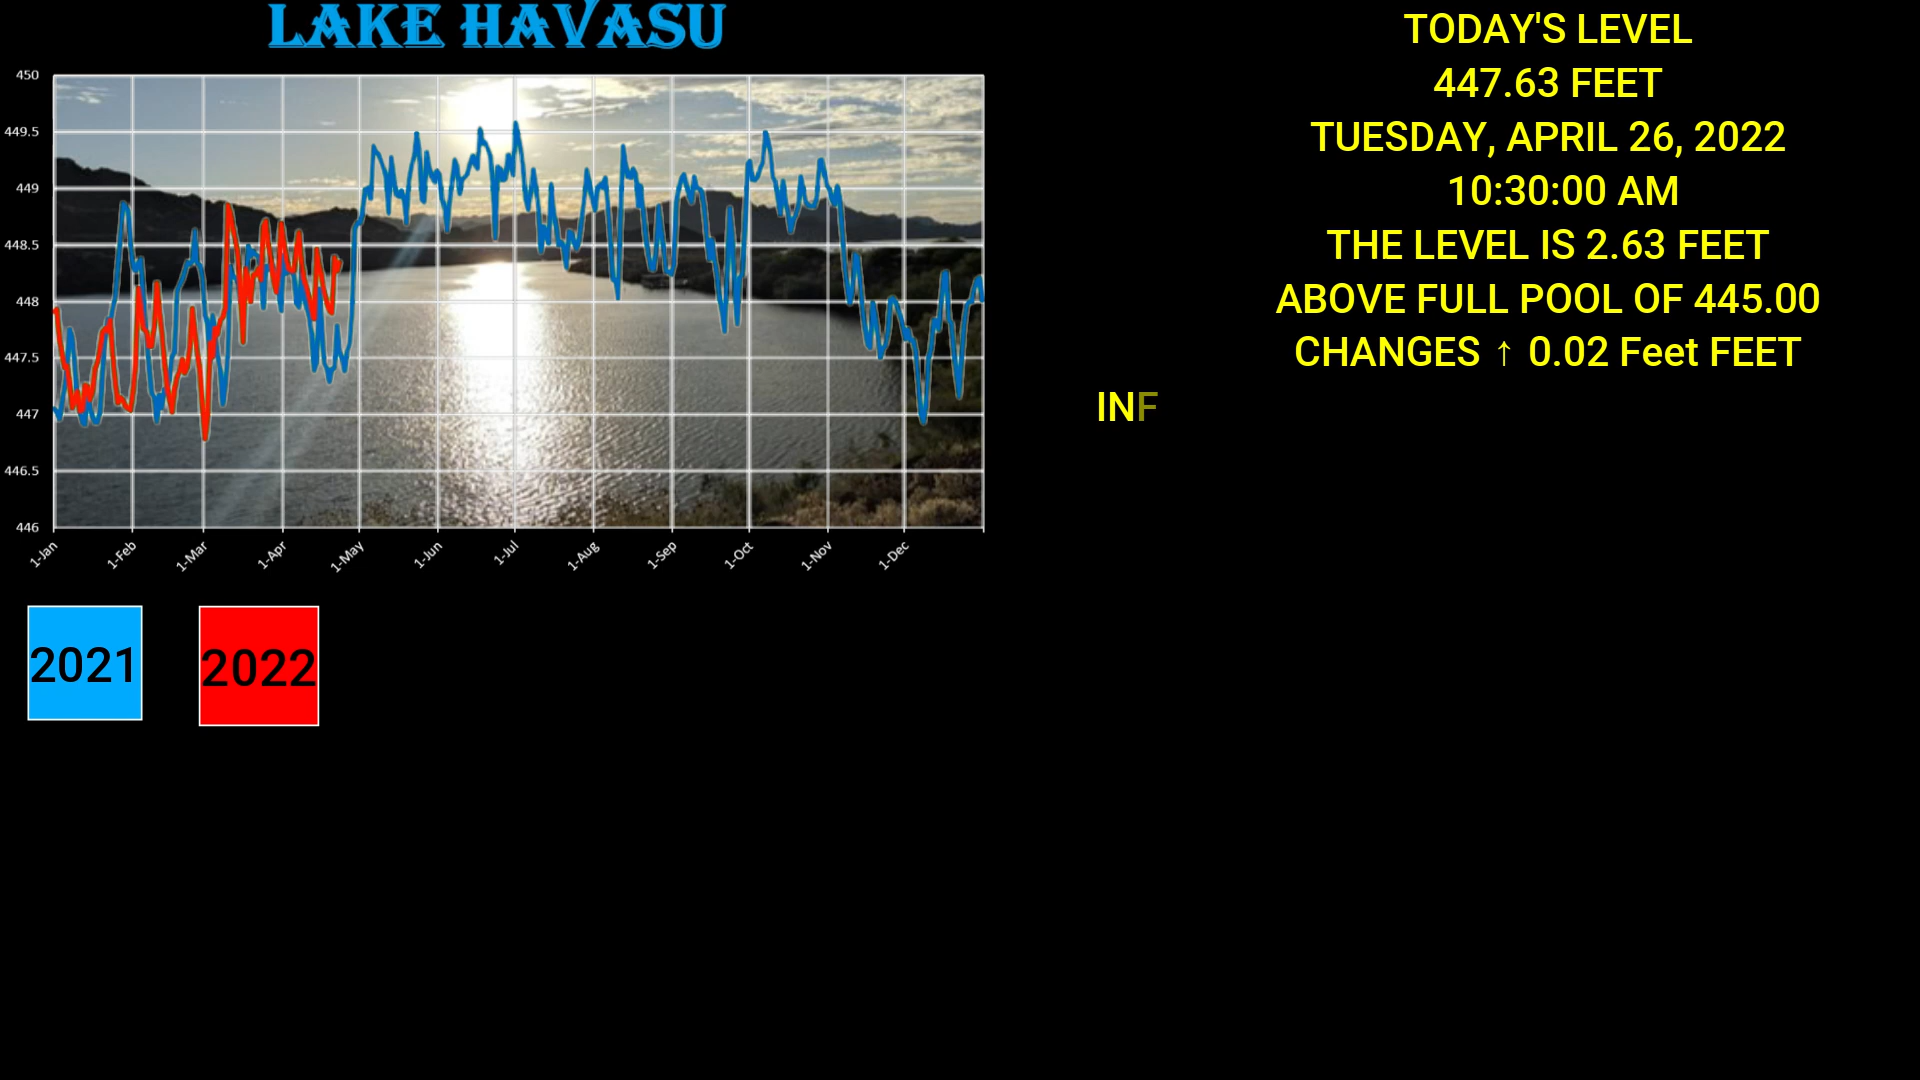 LAKE HAVASU
450
449.5
449
448.5
448
447.5
447
446.5
446
1-Jan
1-Feb
1-Mar
1-Apr
1-May
1-Jun
1-Jul
1-Aug
1-Sep
1-Oct
1-Nov
1-Dec
2021
2022
TODAY'S LEVEL
447.63 FEET
TUESDAY, APRIL 26, 2022
10:30:00 AM
THE LEVEL IS 2.63 FEET
ABOVE FULL POOL OF 445.00
CHANGES ↑ 0.02 Feet FEET
INF